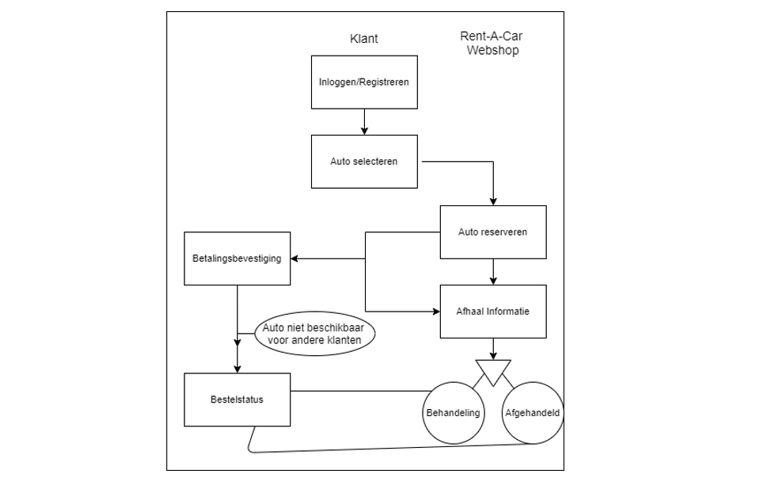 Klant
Rent-A-Car
Webshop
Inloggen/Registreren
Auto selecteren
Auto reserveren
Betalingsbevestiging
Afhaal Informatie
Auto niet beschikbaar
voor andere klanten
Bestelstatus
Behandeling
Afgehandeld